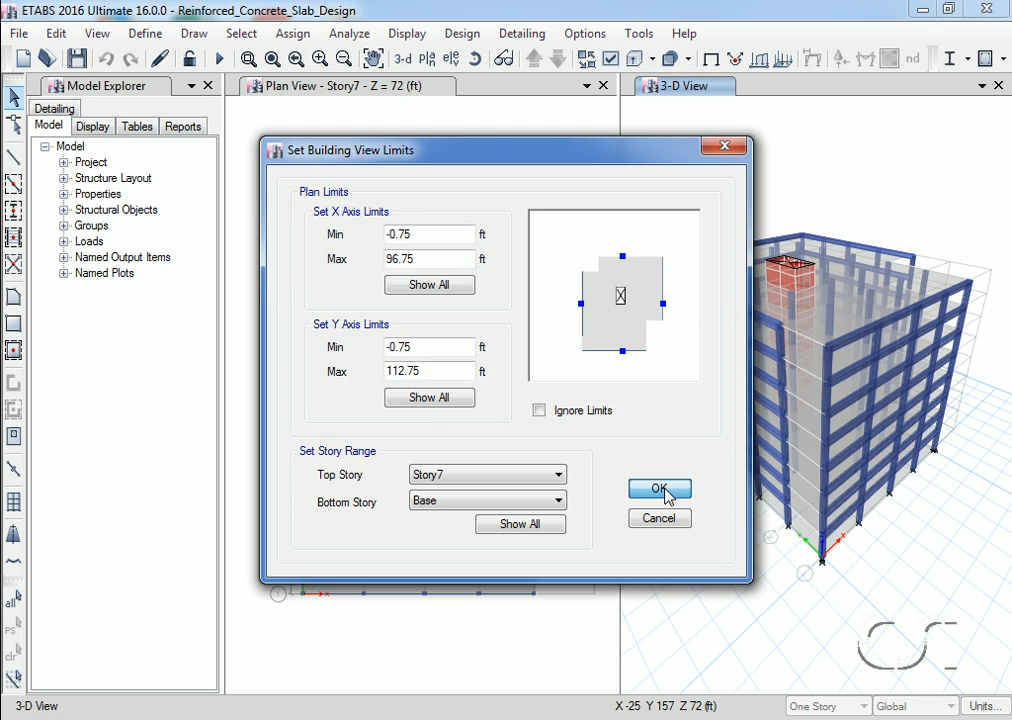 ETABS 2016 Ultimate 16.0.0 - Reinforced_Concrete_Slab_Design
File Edit View Define Draw Select Assign Analyze Display Design Detailing Options Tools Help
3-d
nd
Model Explorer
Plan View - Story7 - Z = 72 (ft)
3-D View
Detailing
Model Display Tables Reports
Model
Project
Structure Layout
Properties
Structural Objects
Groups
Loads
Named Output Items
Named Plots
all
PS
clr
Set Building View Limits
Plan Limits
Set X Axis Limits
Min -0.75 ft
Max 96.75 ft
Show All
Set Y Axis Limits
Min -0.75 ft
Max 112.75 ft
Show All
Ignore Limits
Set Story Range
Top Story Story7
Bottom Story Base
Show All
OK
Cancel
CSI
3-D View
X -25 Y 157 Z 72 (ft)
One Story
Global
Units...